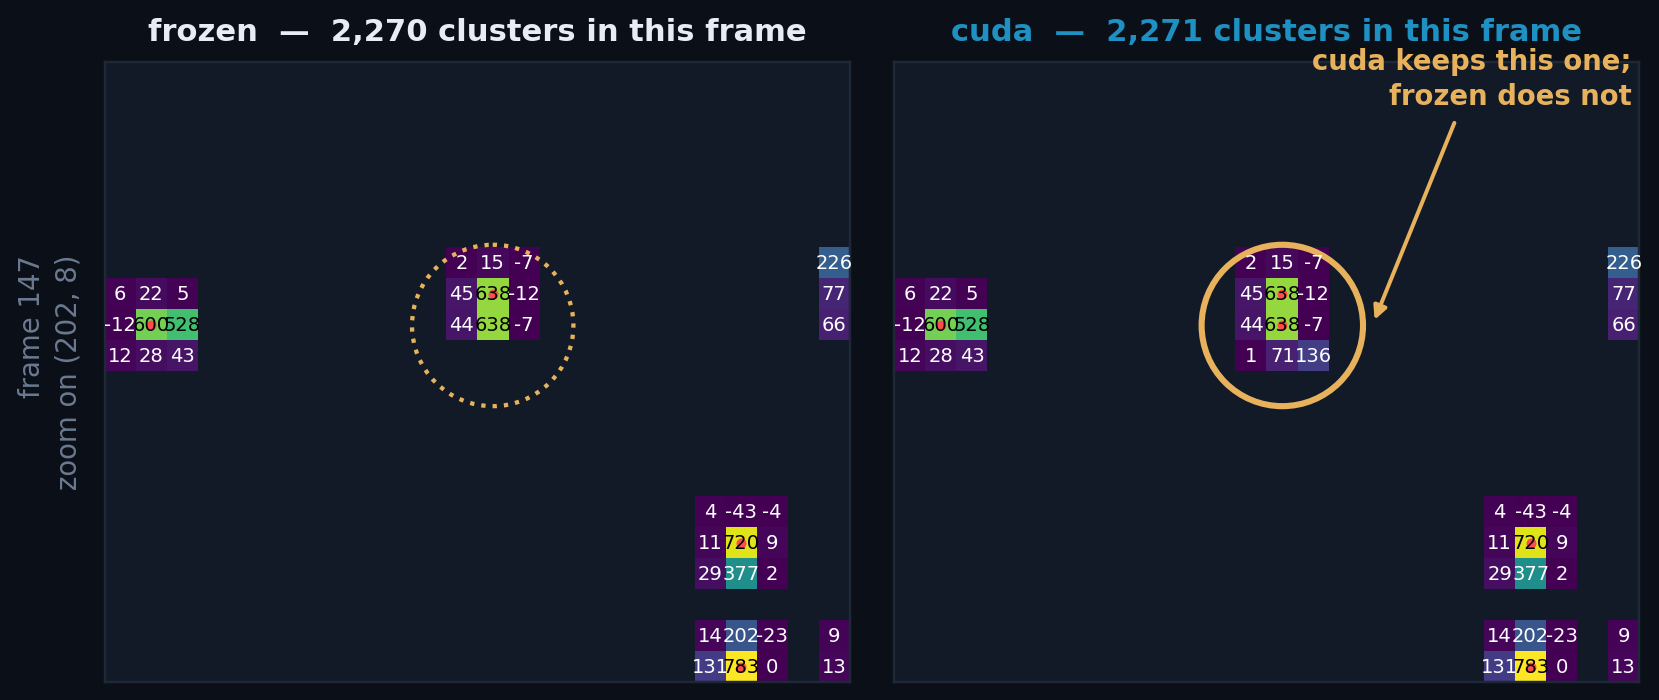 frozen — 2,270 clusters in this frame
cuda — 2,271 clusters in this frame
cuda keeps this one;
frozen does not
frame 147
zoom on (202, 8)
2 15 -7
45 638 -12
44 638 -7
6 22 5
-12 600 528
12 28 43
226
77
66
4 -43 -4
11 720 9
29 377 2
14 202 -23
131 783 0
9
13
2 15 -7
45 638 -12
44 638 -7
1 71 136
6 22 5
-12 600 528
12 28 43
226
77
66
4 -43 -4
11 720 9
29 377 2
14 202 -23
131 783 0
9
13